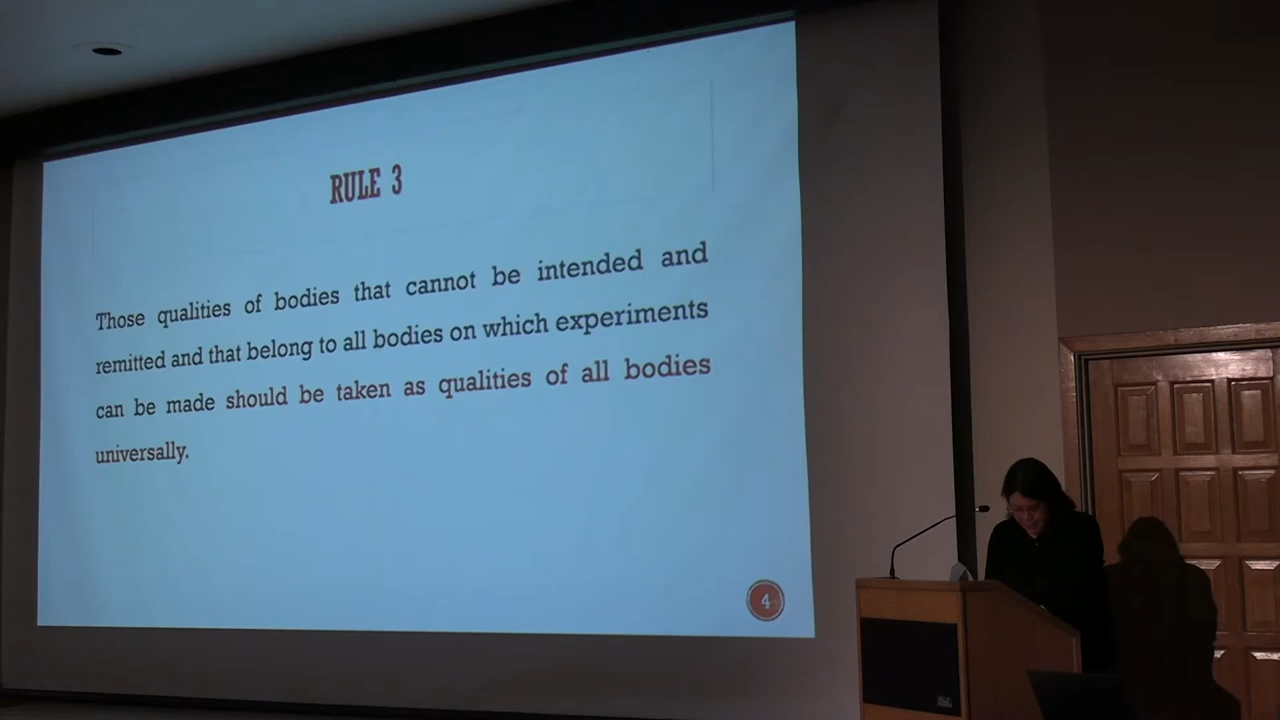 RULE 3
Those qualities of bodies that cannot be intended and
remitted and that belong to all bodies on which experiments
can be made should be taken as qualities of all bodies
universally.
4